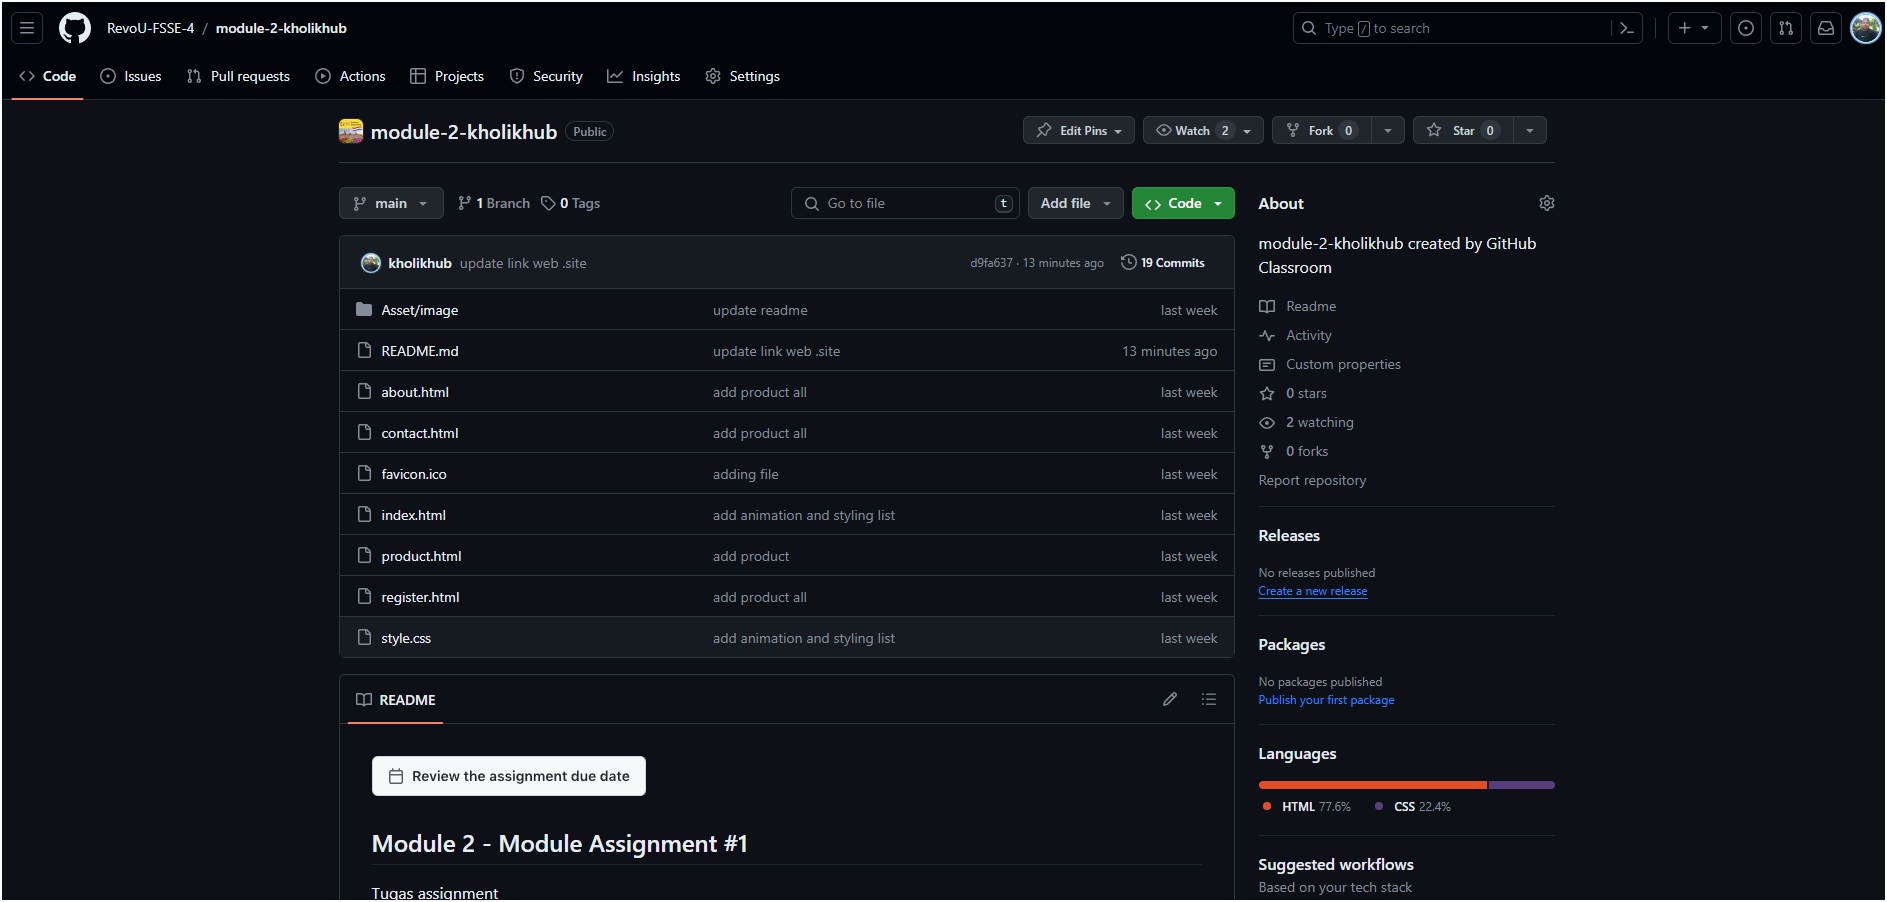 RevoU-FSSE-4 / module-2-kholikhub
Type / to search
Code Issues Pull requests Actions Projects Security Insights Settings
module-2-kholikhub Public
Edit Pins Watch 2 Fork 0 Star 0
main 1 Branch 0 Tags Go to file t Add file Code
kholikhub update link web .site d9fa637 · 13 minutes ago 19 Commits
Asset/image update readme last week
README.md update link web .site 13 minutes ago
about.html add product all last week
contact.html add product all last week
favicon.ico adding file last week
index.html add animation and styling list last week
product.html add product last week
register.html add product all last week
style.css add animation and styling list last week
README
Review the assignment due date
Module 2 - Module Assignment #1
Tugas assignment
About
module-2-kholikhub created by GitHub
Classroom
Readme
Activity
Custom properties
0 stars
2 watching
0 forks
Report repository
Releases
No releases published
Create a new release
Packages
No packages published
Publish your first package
Languages
HTML 77.6% CSS 22.4%
Suggested workflows
Based on your tech stack